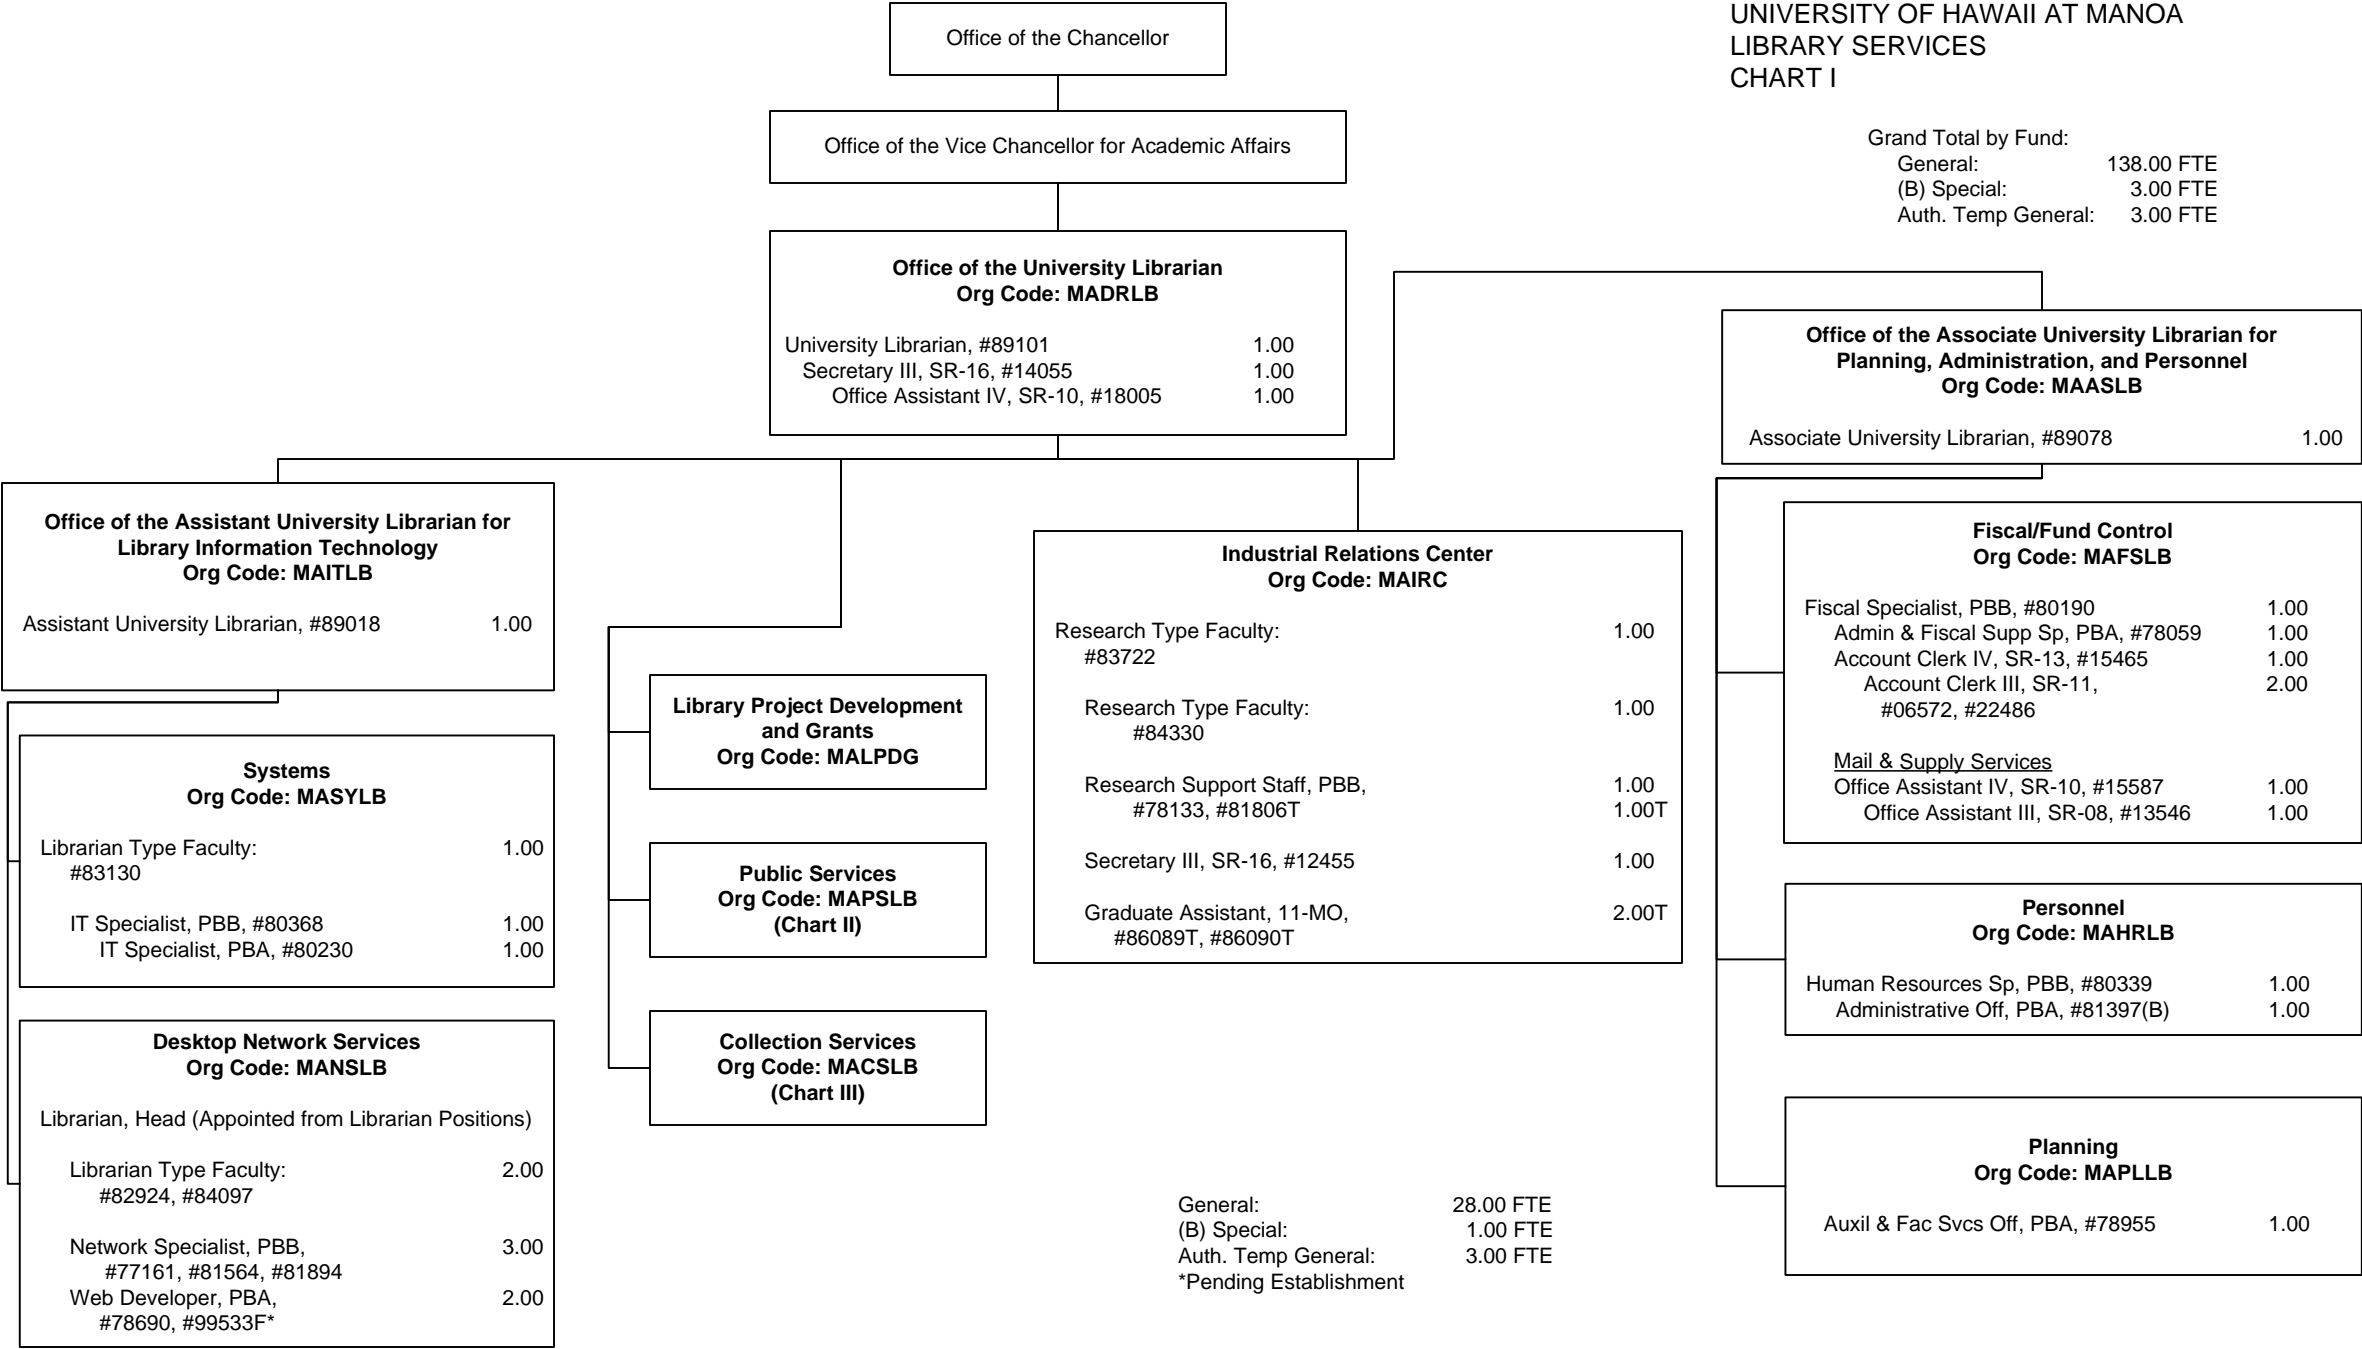 UNIVERSITY OF HAWAII AT MANOA
LIBRARY SERVICES
CHART I
Grand Total by Fund:
General: 138.00 FTE
(B) Special: 3.00 FTE
Auth. Temp General: 3.00 FTE
Office of the Chancellor
Office of the Vice Chancellor for Academic Affairs
Office of the University Librarian
Org Code: MADRLB
University Librarian, #89101 1.00
Secretary III, SR-16, #14055 1.00
Office Assistant IV, SR-10, #18005 1.00
Office of the Assistant University Librarian for
Library Information Technology
Org Code: MAITLB
Assistant University Librarian, #89018 1.00
Systems
Org Code: MASYLB
Librarian Type Faculty: 1.00
#83130
IT Specialist, PBB, #80368 1.00
IT Specialist, PBA, #80230 1.00
Desktop Network Services
Org Code: MANSLB
Librarian, Head (Appointed from Librarian Positions)
Librarian Type Faculty: 2.00
#82924, #84097
Network Specialist, PBB, 3.00
#77161, #81564, #81894
Web Developer, PBA, 2.00
#78690, #99533F*
Library Project Development
and Grants
Org Code: MALPDG
Public Services
Org Code: MAPSLB
(Chart II)
Collection Services
Org Code: MACSLB
(Chart III)
Industrial Relations Center
Org Code: MAIRC
Research Type Faculty: 1.00
#83722
Research Type Faculty: 1.00
#84330
Research Support Staff, PBB, 1.00
#78133, #81806T 1.00T
Secretary III, SR-16, #12455 1.00
Graduate Assistant, 11-MO, 2.00T
#86089T, #86090T
Office of the Associate University Librarian for
Planning, Administration, and Personnel
Org Code: MAASLB
Associate University Librarian, #89078 1.00
Fiscal/Fund Control
Org Code: MAFSLB
Fiscal Specialist, PBB, #80190 1.00
Admin & Fiscal Supp Sp, PBA, #78059 1.00
Account Clerk IV, SR-13, #15465 1.00
Account Clerk III, SR-11, 2.00
#06572, #22486
Mail & Supply Services
Office Assistant IV, SR-10, #15587 1.00
Office Assistant III, SR-08, #13546 1.00
Personnel
Org Code: MAHRLB
Human Resources Sp, PBB, #80339 1.00
Administrative Off, PBA, #81397(B) 1.00
Planning
Org Code: MAPLLB
Auxil & Fac Svcs Off, PBA, #78955 1.00
General: 28.00 FTE
(B) Special: 1.00 FTE
Auth. Temp General: 3.00 FTE
*Pending Establishment